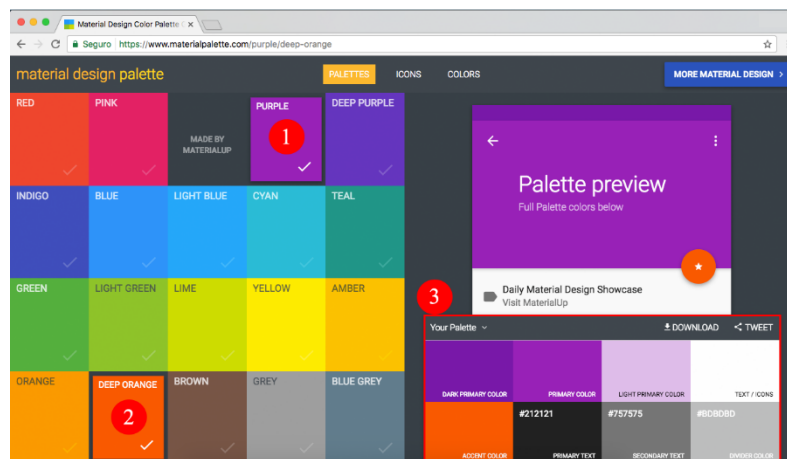 Material Design Color Palette
Seguro https://www.materialpalette.com/purple/deep-orange
material design palette
PALETTES ICONS COLORS
MORE MATERIAL DESIGN >
RED PINK MADE BY MATERIALUP PURPLE DEEP PURPLE
1
INDIGO BLUE LIGHT BLUE CYAN TEAL
GREEN LIGHT GREEN LIME YELLOW AMBER
ORANGE DEEP ORANGE BROWN GREY BLUE GREY
2
Palette preview
Full Palette colors below
Daily Material Design Showcase
Visit MaterialUp
3
Your Palette DOWNLOAD TWEET
DARK PRIMARY COLOR PRIMARY COLOR LIGHT PRIMARY COLOR TEXT / ICONS
#212121 #757575 #BDBDBD
ACCENT COLOR PRIMARY TEXT SECONDARY TEXT DIVIDER COLOR